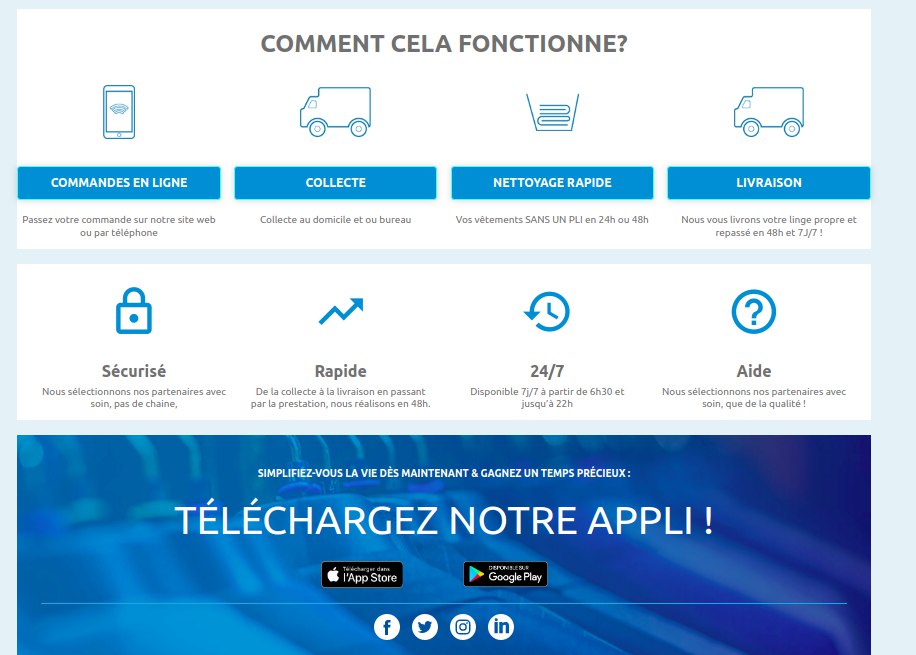 COMMENT CELA FONCTIONNE?
COMMANDES EN LIGNE
Passez votre commande sur notre site web
ou par téléphone
COLLECTE
Collecte au domicile et ou bureau
NETTOYAGE RAPIDE
Vos vêtements SANS UN PLI en 24h ou 48h
LIVRAISON
Nous vous livrons votre linge propre et
repassé en 48h et 7J/7 !
Sécurisé
Nous sélectionnons nos partenaires avec
soin, pas de chaine,
Rapide
De la collecte à la livraison en passant
par la prestation, nous réalisons en 48h.
24/7
Disponible 7j/7 à partir de 6h30 et
jusqu'à 22h
Aide
Nous sélectionnons nos partenaires avec
soin, que de la qualité !
SIMPLIFIEZ-VOUS LA VIE DÈS MAINTENANT & GAGNEZ UN TEMPS PRÉCIEUX :
TÉLÉCHARGEZ NOTRE APPLI !
Télécharger dans
l'App Store
DISPONIBLE SUR
Google Play